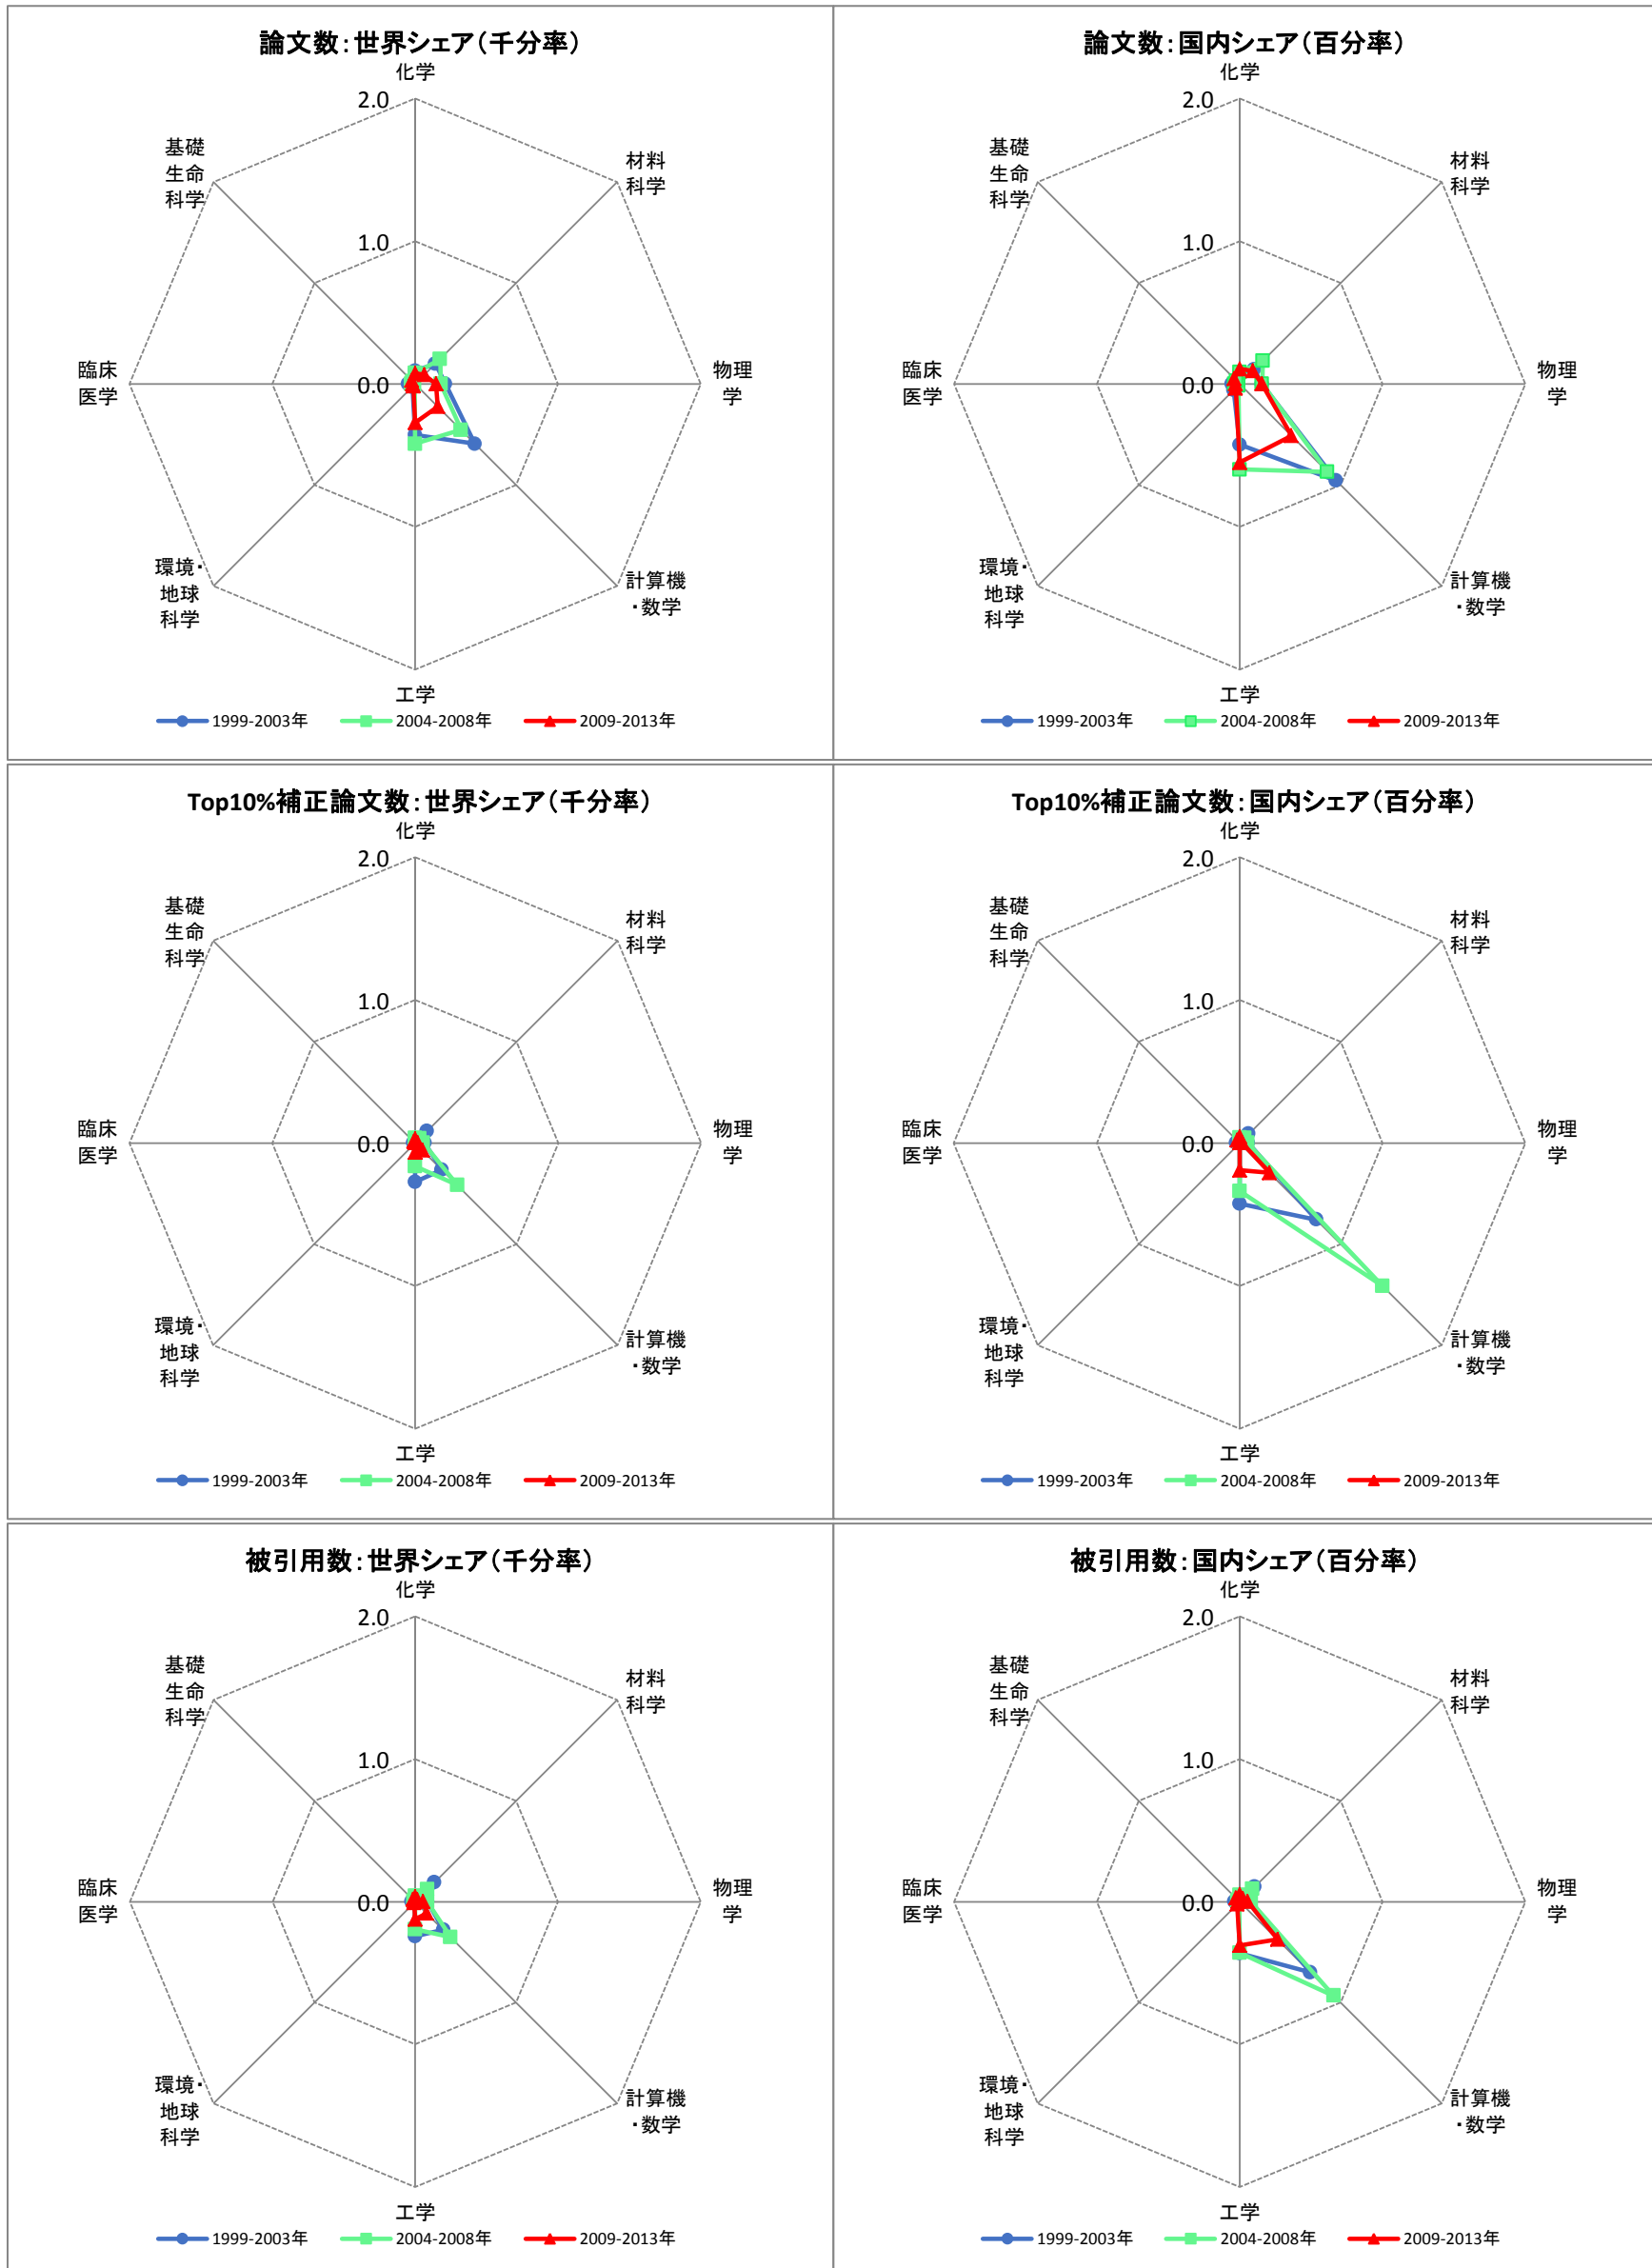 論文数：世界シェア（千分率）
化学
2.0
基礎
生命
科学
材料
科学
1.0
臨床
医学
0.0
物理
学
環境・
地球
科学
計算機
・数学
工学
1999-2003年
2004-2008年
2009-2013年
論文数：国内シェア（百分率）
化学
2.0
基礎
生命
科学
材料
科学
1.0
臨床
医学
0.0
物理
学
環境・
地球
科学
計算機
・数学
工学
1999-2003年
2004-2008年
2009-2013年
Top10%補正論文数：世界シェア（千分率）
化学
2.0
基礎
生命
科学
材料
科学
1.0
臨床
医学
0.0
物理
学
環境・
地球
科学
計算機
・数学
工学
1999-2003年
2004-2008年
2009-2013年
Top10%補正論文数：国内シェア（百分率）
化学
2.0
基礎
生命
科学
材料
科学
1.0
臨床
医学
0.0
物理
学
環境・
地球
科学
計算機
・数学
工学
1999-2003年
2004-2008年
2009-2013年
被引用数：世界シェア（千分率）
化学
2.0
基礎
生命
科学
材料
科学
1.0
臨床
医学
0.0
物理
学
環境・
地球
科学
計算機
・数学
工学
1999-2003年
2004-2008年
2009-2013年
被引用数：国内シェア（百分率）
化学
2.0
基礎
生命
科学
材料
科学
1.0
臨床
医学
0.0
物理
学
環境・
地球
科学
計算機
・数学
工学
1999-2003年
2004-2008年
2009-2013年